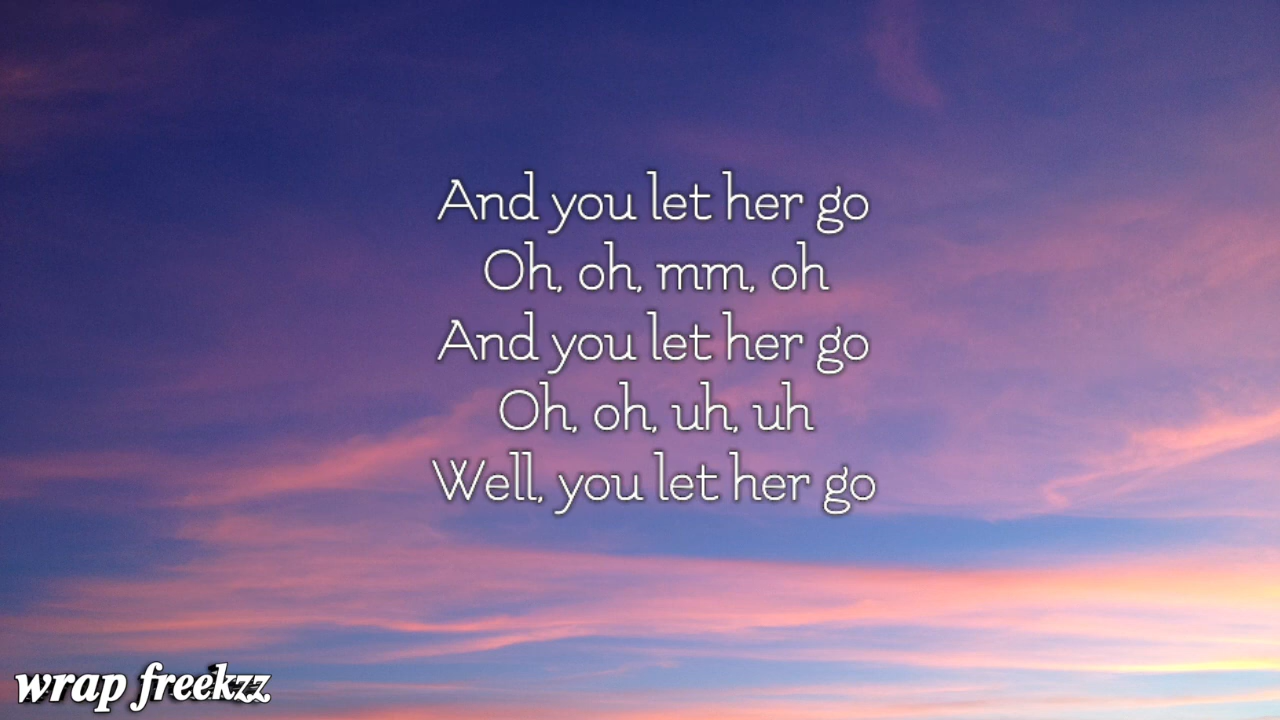 And you let her go
Oh, oh, mm, oh
And you let her go
Oh, oh, uh, uh
Well, you let her go
wrap freekzz